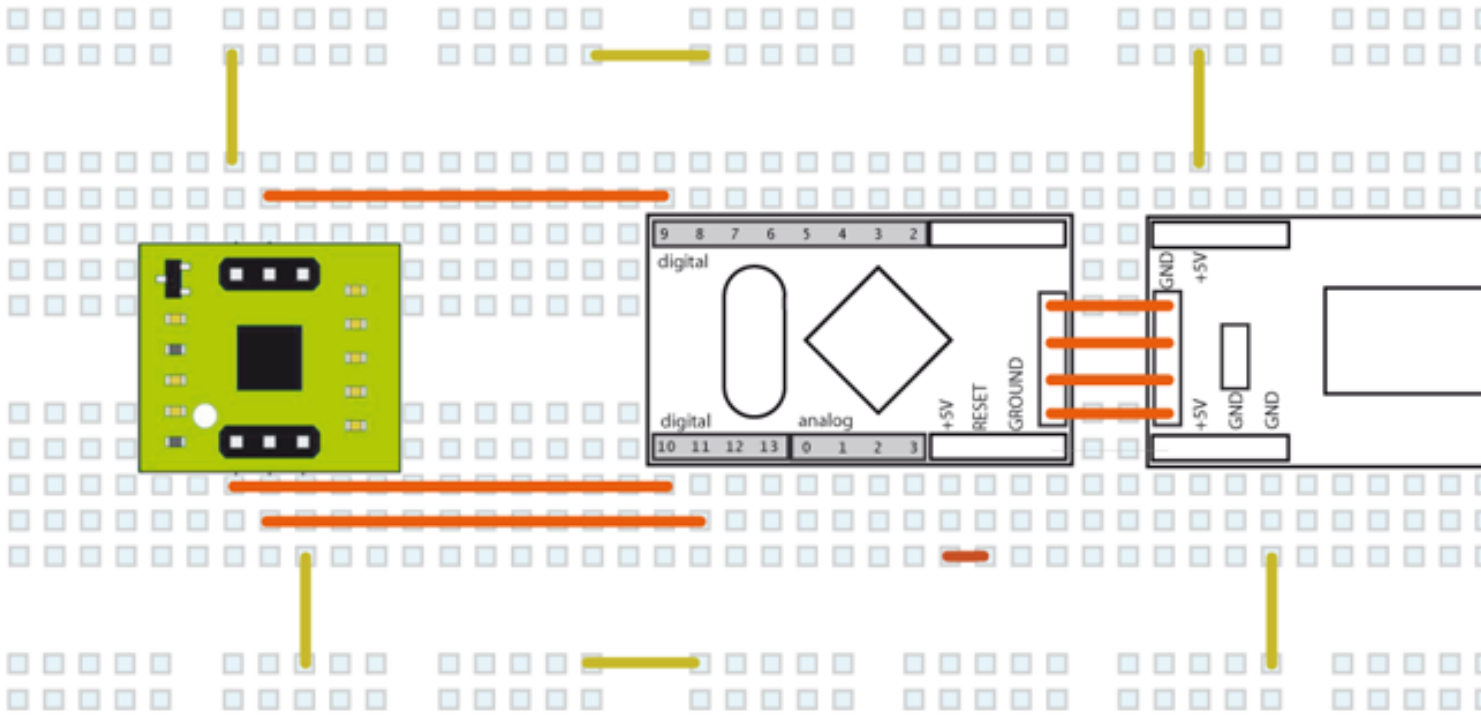 9 8 7 6 5 4 3 2
digital
GND
+5V
+5V
RESET
GROUND
+5V
GND
GND
digital
analog
10 11 12 13 0 1 2 3